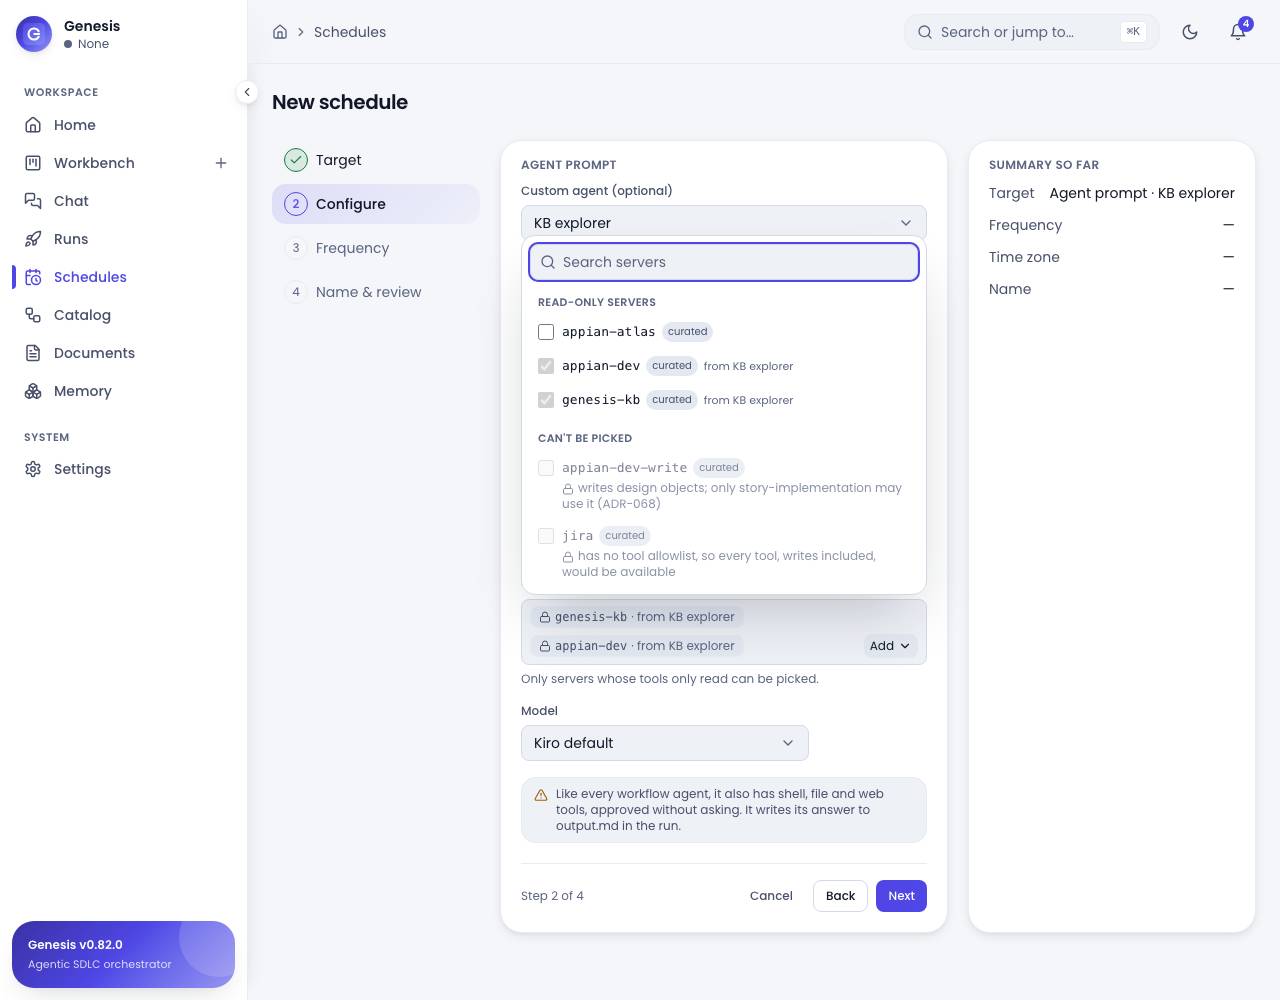 Genesis
None
WORKSPACE
Home
Workbench
Chat
Runs
Schedules
Catalog
Documents
Memory
SYSTEM
Settings
Genesis v0.82.0
Agentic SDLC orchestrator
Schedules
Search or jump to...
⌘K
4
New schedule
Target
2 Configure
3 Frequency
4 Name & review
AGENT PROMPT
Custom agent (optional)
KB explorer
Search servers
READ-ONLY SERVERS
appian-atlas curated
appian-dev curated from KB explorer
genesis-kb curated from KB explorer
CAN'T BE PICKED
appian-dev-write curated
writes design objects; only story-implementation may
use it (ADR-068)
jira curated
has no tool allowlist, so every tool, writes included,
would be available
genesis-kb · from KB explorer
appian-dev · from KB explorer
Add
Only servers whose tools only read can be picked.
Model
Kiro default
Like every workflow agent, it also has shell, file and web
tools, approved without asking. It writes its answer to
output.md in the run.
Step 2 of 4
Cancel
Back
Next
SUMMARY SO FAR
Target Agent prompt · KB explorer
Frequency —
Time zone —
Name —